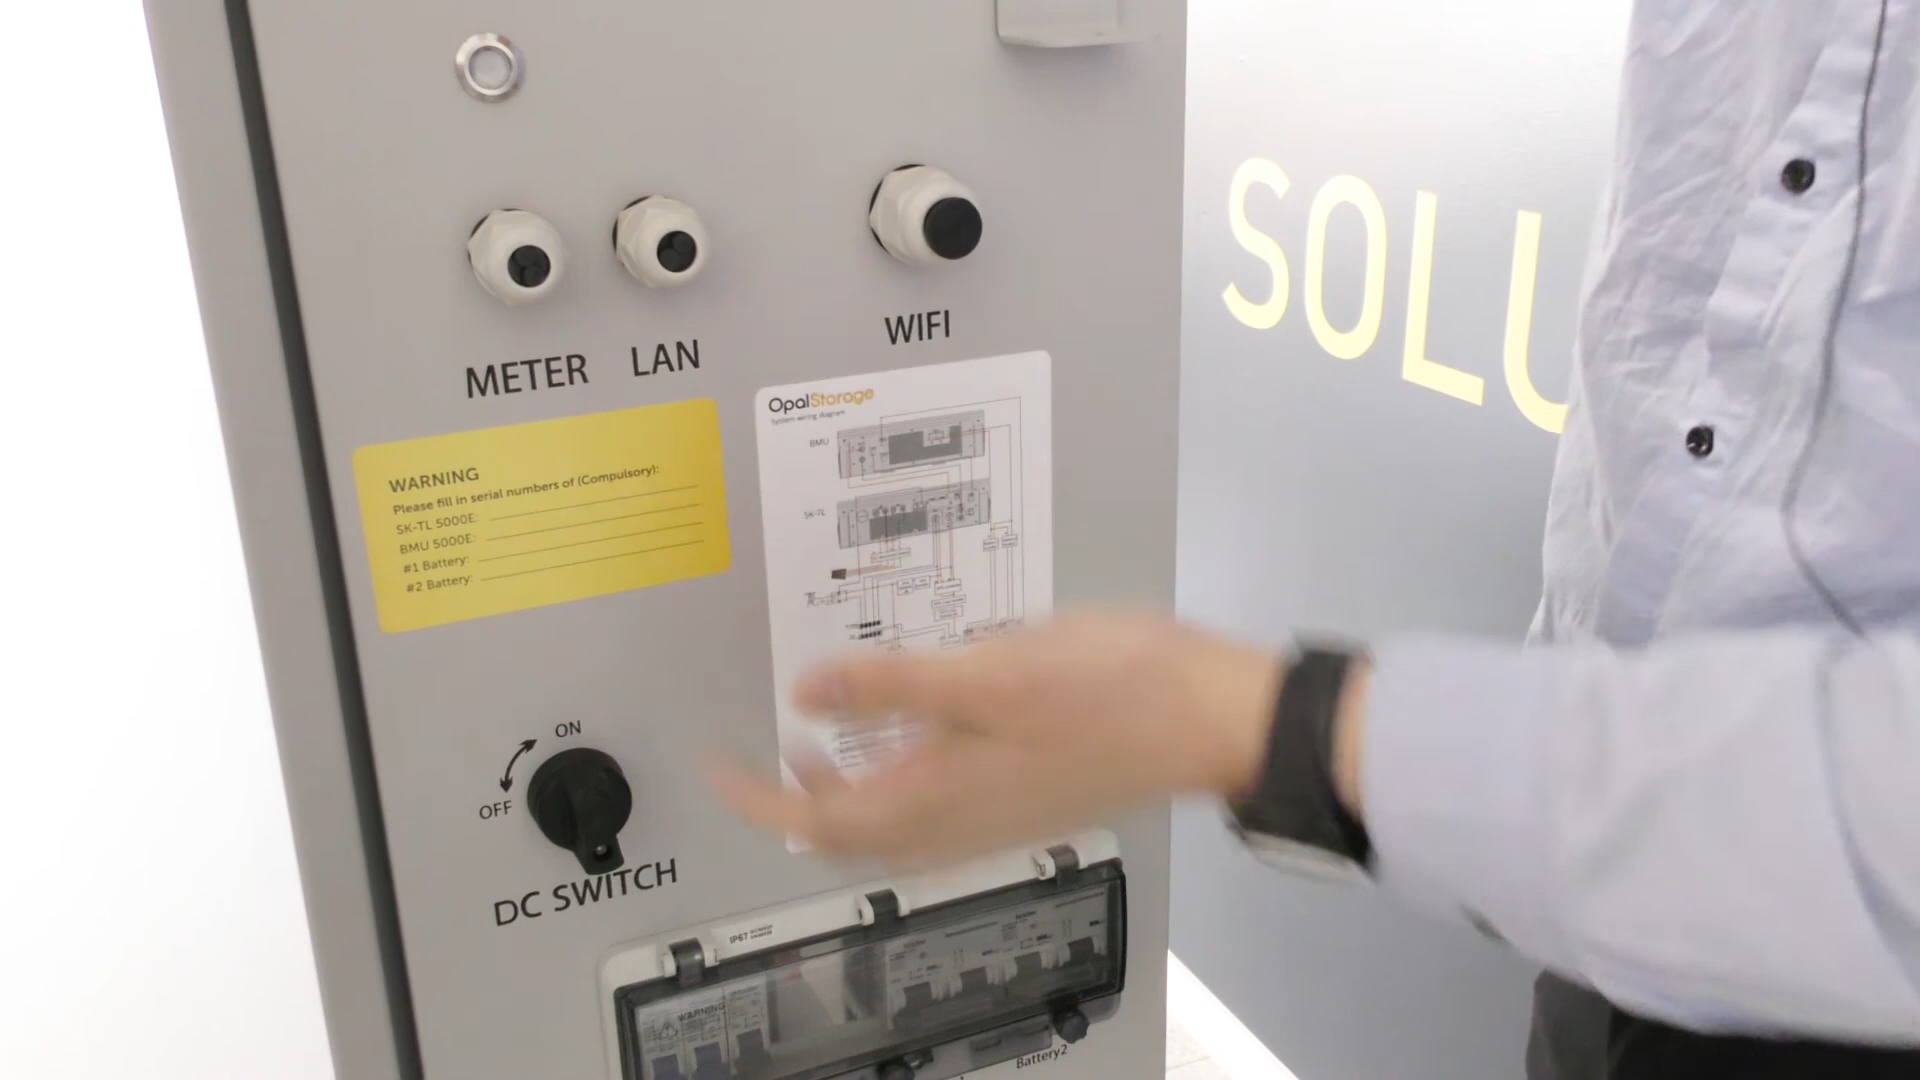 SOLU
METER
LAN
WIFI
WARNING
Please fill in serial numbers of (Compulsory):
SK-TL 5000E:
BMU 5000E:
#1 Battery:
#2 Battery:
OpalStorage
System wiring diagram
BMU
SK-TL
ON
OFF
DC SWITCH
IP67
WARNING
Battery2